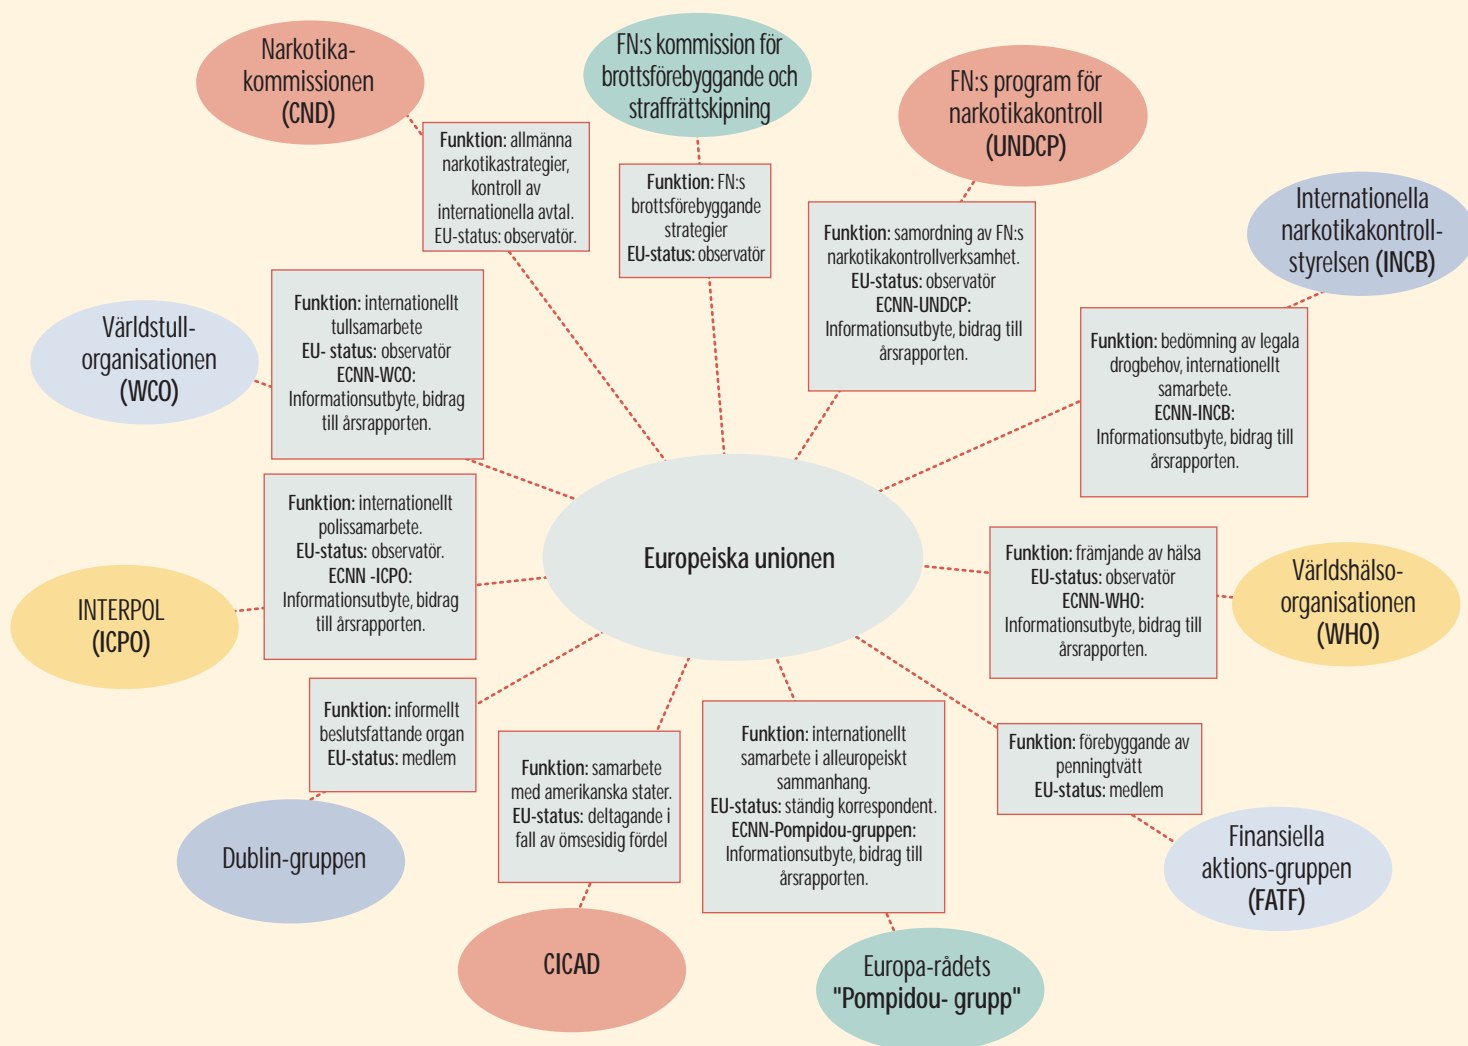 Narkotika-
kommissionen
(CND)
Funktion: allmänna
narkotikastrategier,
kontroll av
internationella avtal.
EU-status: observatör.
FN:s kommission för
brottsförebyggande och
straffrättskipning
Funktion: FN:s
brottsförebyggande
strategier
EU-status: observatör
FN:s program för
narkotikakontroll
(UNDCP)
Funktion: samordning av FN:s
narkotikakontrollverksamhet.
EU-status: observatör
ECNN-UNDCP:
Informationsutbyte, bidrag till
årsrapporten.
Internationella
narkotikakontroll-
styrelsen (INCB)
Funktion: bedömning av legala
drogbehov, internationellt
samarbete.
ECNN-INCB:
Informationsutbyte, bidrag till
årsrapporten.
Världstull-
organisationen
(WCO)
Funktion: internationellt
tullsamarbete
EU- status: observatör
ECNN-WCO:
Informationsutbyte, bidrag
till årsrapporten.
Europeiska unionen
INTERPOL
(ICPO)
Funktion: internationellt
polissamarbete.
EU-status: observatör.
ECNN -ICPO:
Informationsutbyte, bidrag
till årsrapporten.
Funktion: främjande av hälsa
EU-status: observatör
ECNN-WHO:
Informationsutbyte, bidrag till
årsrapporten.
Världshälso-
organisationen
(WHO)
Funktion: informellt
beslutsfattande organ
EU-status: medlem
Dublin-gruppen
Funktion: samarbete
med amerikanska stater.
EU-status: deltagande i
fall av ömsesidig fördel
CICAD
Funktion: internationellt
samarbete i alleuropeiskt
sammanhang.
EU-status: ständig korrespondent.
ECNN-Pompidou-gruppen:
Informationsutbyte, bidrag till
årsrapporten.
Europa-rådets
"Pompidou- grupp"
Funktion: förebyggande av
penningtvätt
EU-status: medlem
Finansiella
aktions-gruppen
(FATF)